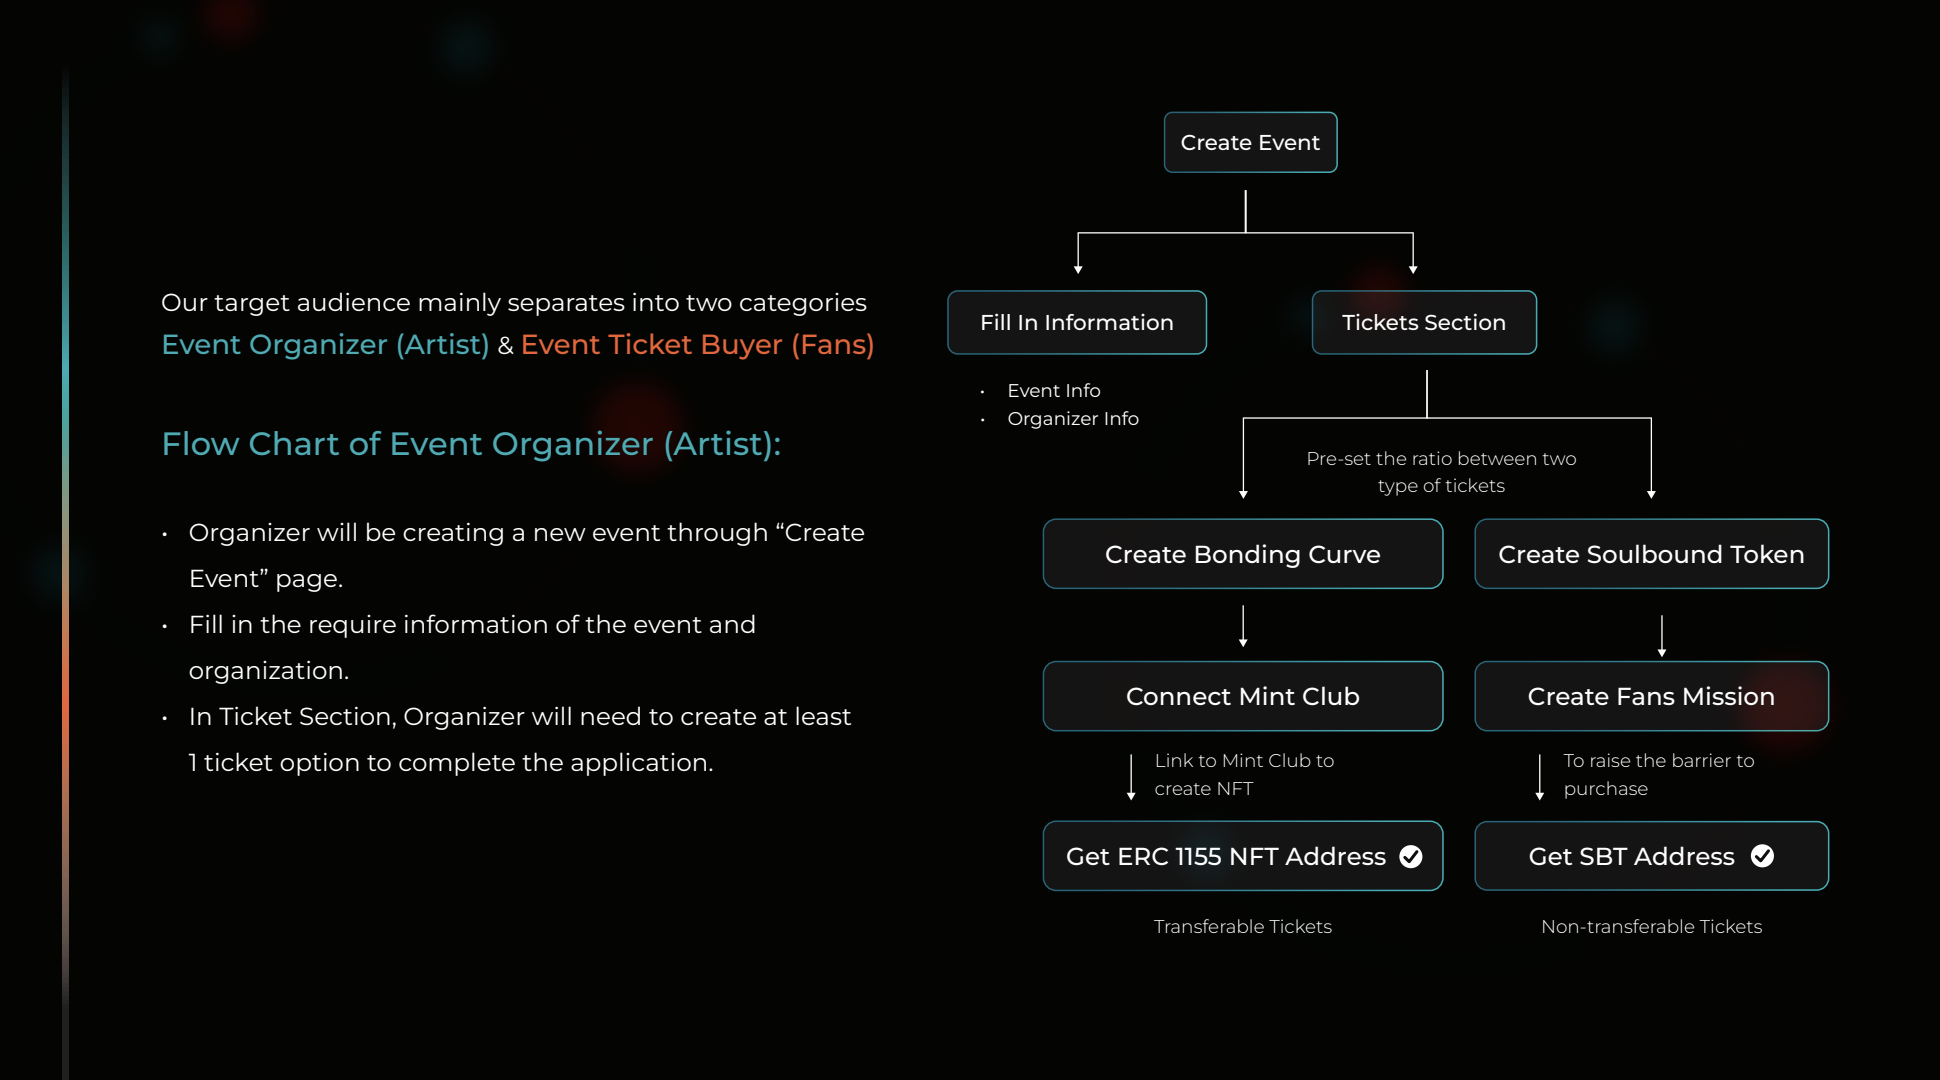 Our target audience mainly separates into two categories
Event Organizer (Artist) & Event Ticket Buyer (Fans)
Flow Chart of Event Organizer (Artist):
• Organizer will be creating a new event through “Create
Event” page.
• Fill in the require information of the event and
organization.
• In Ticket Section, Organizer will need to create at least
1 ticket option to complete the application.
Create Event
Fill In Information
Tickets Section
• Event Info
• Organizer Info
Pre-set the ratio between two
type of tickets
Create Bonding Curve
Create Soulbound Token
Connect Mint Club
Create Fans Mission
Link to Mint Club to
create NFT
To raise the barrier to
purchase
Get ERC 1155 NFT Address
Get SBT Address
Transferable Tickets
Non-transferable Tickets